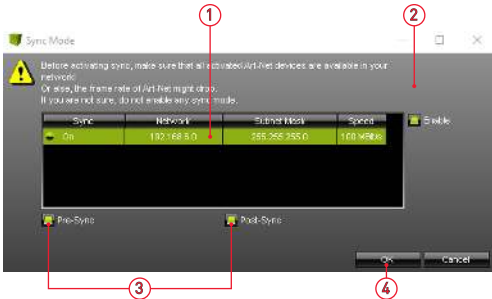 1 2
Sync Mode
Before activating sync, make sure that all activated Art-Net devices are available in your
network!
Or else, the frame rate of Art-Net might drop.
If you are not sure, do not enable any sync mode.
Sync Network Subnet Mask Speed
On 192.168.6.0 255.255.255.0 100 MBit/s
Enable
Pre-Sync Post-Sync
OK Cancel
3 4